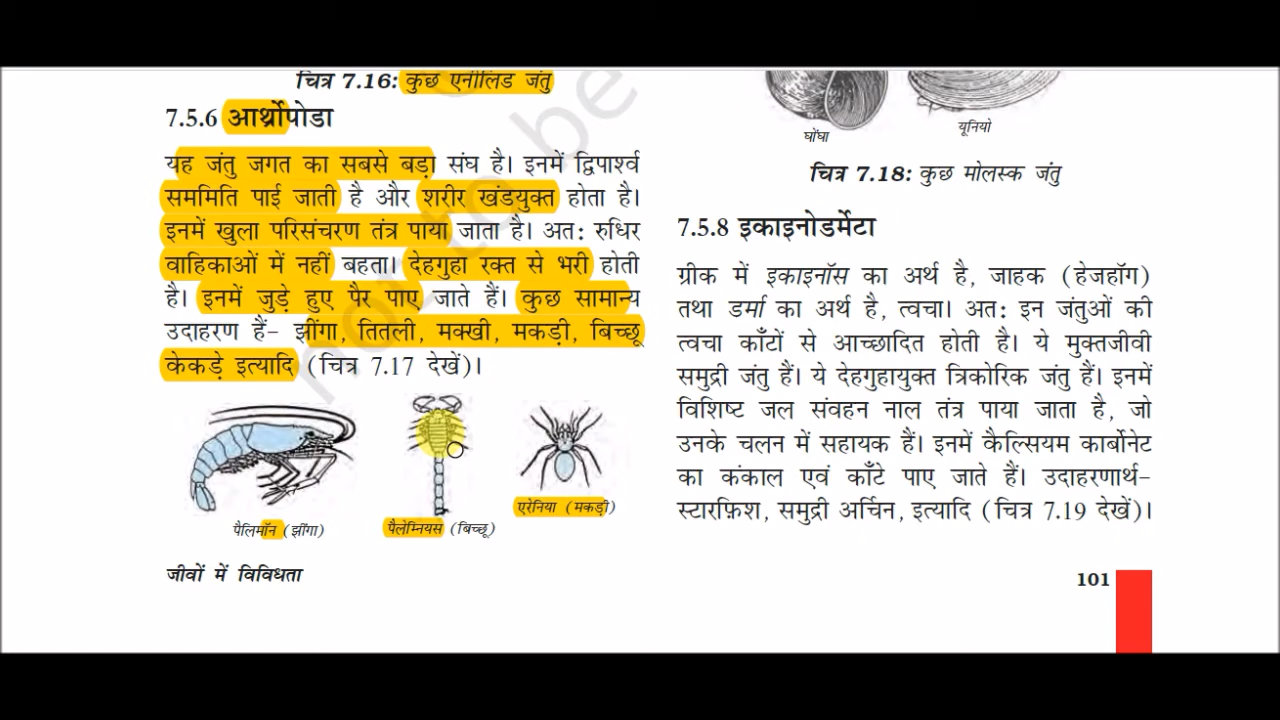 चित्र 7.16: कुछ एनीलिड जंतु
7.5.6 आर्थ्रोपोडा
यह जंतु जगत का सबसे बड़ा संघ है। इनमें द्विपार्श्व
सममिति पाई जाती है और शरीर खंडयुक्त होता है।
इनमें खुला परिसंचरण तंत्र पाया जाता है। अतः रुधिर
वाहिकाओं में नहीं बहता। देहगुहा रक्त से भरी होती
है। इनमें जुड़े हुए पैर पाए जाते हैं। कुछ सामान्य
उदाहरण हैं– झींगा, तितली, मक्खी, मकड़ी, बिच्छू
केकड़े इत्यादि (चित्र 7.17 देखें)।
पैलिमॉन (झींगा)
पैलेम्नियस (बिच्छू)
एरेनिया (मकड़ी)
जीवों में विविधता
घोंघा
यूनियो
चित्र 7.18: कुछ मोलस्क जंतु
7.5.8 इकाइनोडर्मेटा
ग्रीक में इकाइनॉस का अर्थ है, जाहक (हेजहॉग)
तथा डर्मा का अर्थ है, त्वचा। अतः इन जंतुओं की
त्वचा काँटों से आच्छादित होती है। ये मुक्तजीवी
समुद्री जंतु हैं। ये देहगुहायुक्त त्रिकोरिक जंतु हैं। इनमें
विशिष्ट जल संवहन नाल तंत्र पाया जाता है, जो
उनके चलन में सहायक हैं। इनमें कैल्सियम कार्बोनेट
का कंकाल एवं काँटे पाए जाते हैं। उदाहरणार्थ–
स्टारफ़िश, समुद्री अर्चिन, इत्यादि (चित्र 7.19 देखें)।
101
not to be